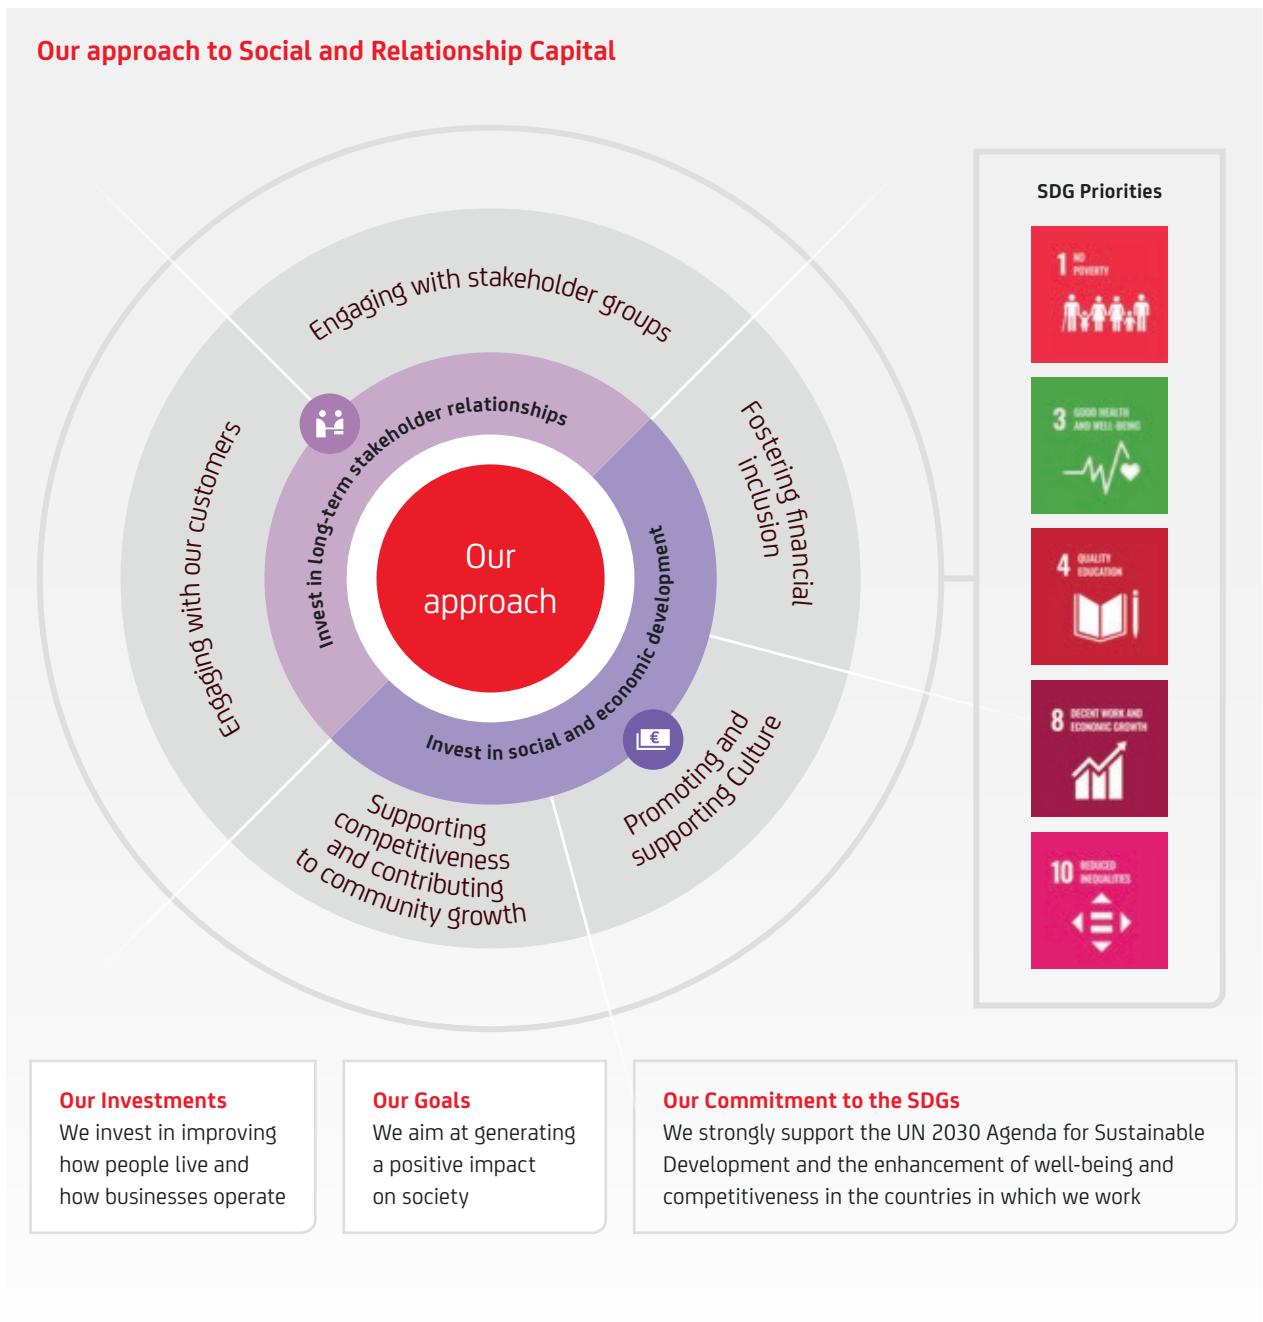 Our approach to Social and Relationship Capital
Engaging with stakeholder groups
Engaging with our customers
Invest in long-term stakeholder relationships
Our
approach
Invest in social and economic development
€
Fostering financial
inclusion
Promoting and
supporting Culture
Supporting
competitiveness
and contributing
to community growth
SDG Priorities
1 NO
POVERTY
3 GOOD HEALTH
AND WELL-BEING
4 QUALITY
EDUCATION
8 DECENT WORK AND
ECONOMIC GROWTH
10 REDUCED
INEQUALITIES
Our Investments
We invest in improving
how people live and
how businesses operate
Our Goals
We aim at generating
a positive impact
on society
Our Commitment to the SDGs
We strongly support the UN 2030 Agenda for Sustainable
Development and the enhancement of well-being and
competitiveness in the countries in which we work